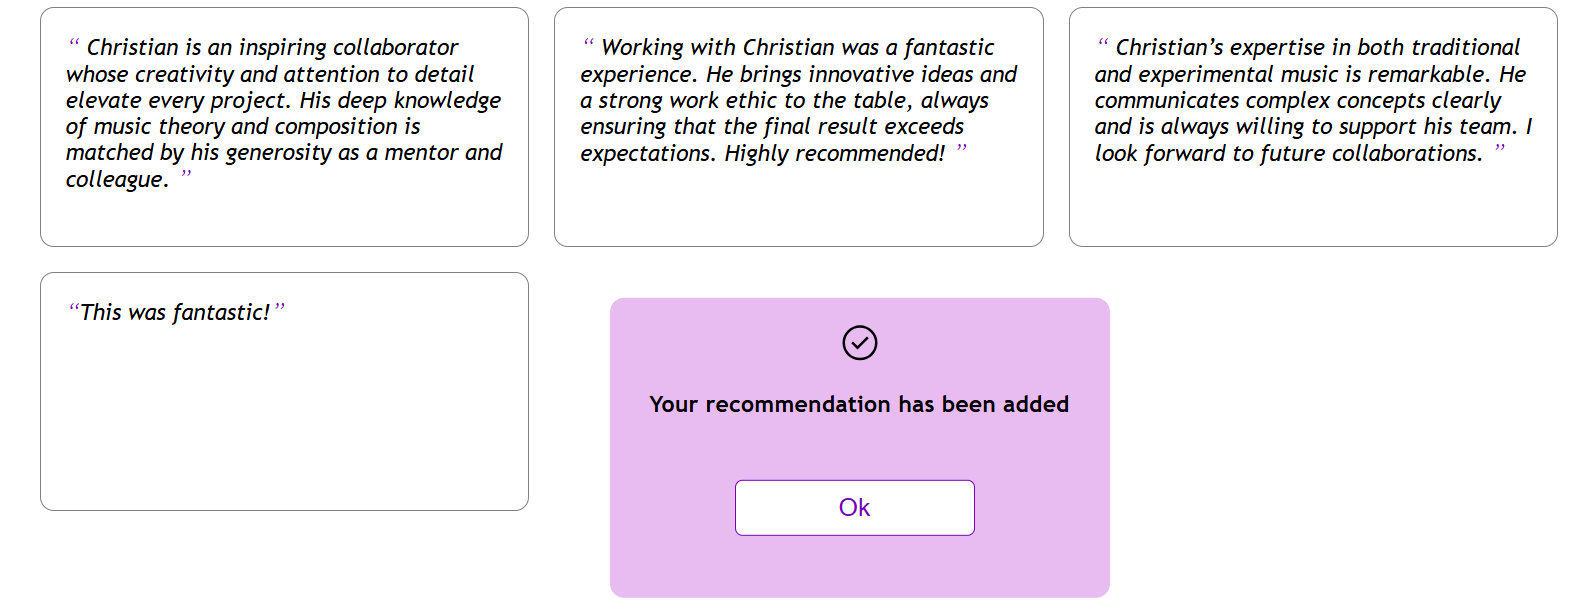 “ Christian is an inspiring collaborator
whose creativity and attention to detail
elevate every project. His deep knowledge
of music theory and composition is
matched by his generosity as a mentor and
colleague. ”
“ Working with Christian was a fantastic
experience. He brings innovative ideas and
a strong work ethic to the table, always
ensuring that the final result exceeds
expectations. Highly recommended! ”
“ Christian’s expertise in both traditional
and experimental music is remarkable. He
communicates complex concepts clearly
and is always willing to support his team. I
look forward to future collaborations. ”
“This was fantastic!”
Your recommendation has been added
Ok